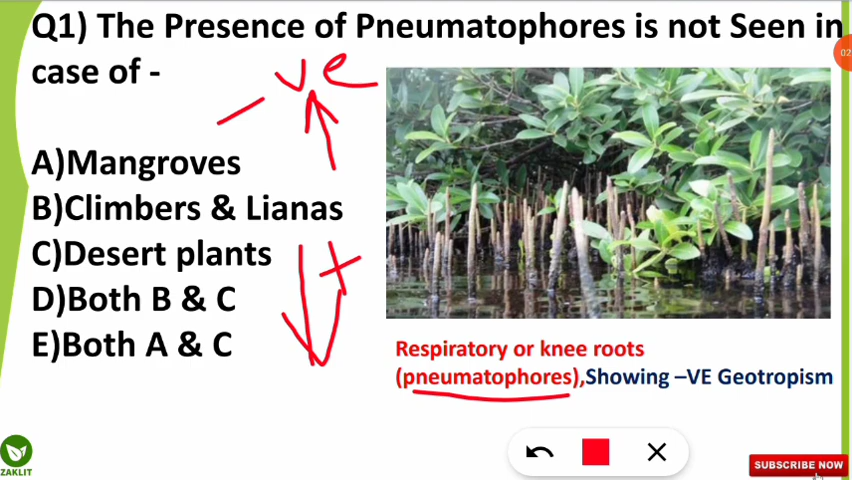 Q1) The Presence of Pneumatophores is not Seen in
case of -
- ve
A)Mangroves
B)Climbers & Lianas
C)Desert plants
D)Both B & C
E)Both A & C
+
Respiratory or knee roots
(pneumatophores),Showing –VE Geotropism
ZAKLIT
SUBSCRIBE NOW
02